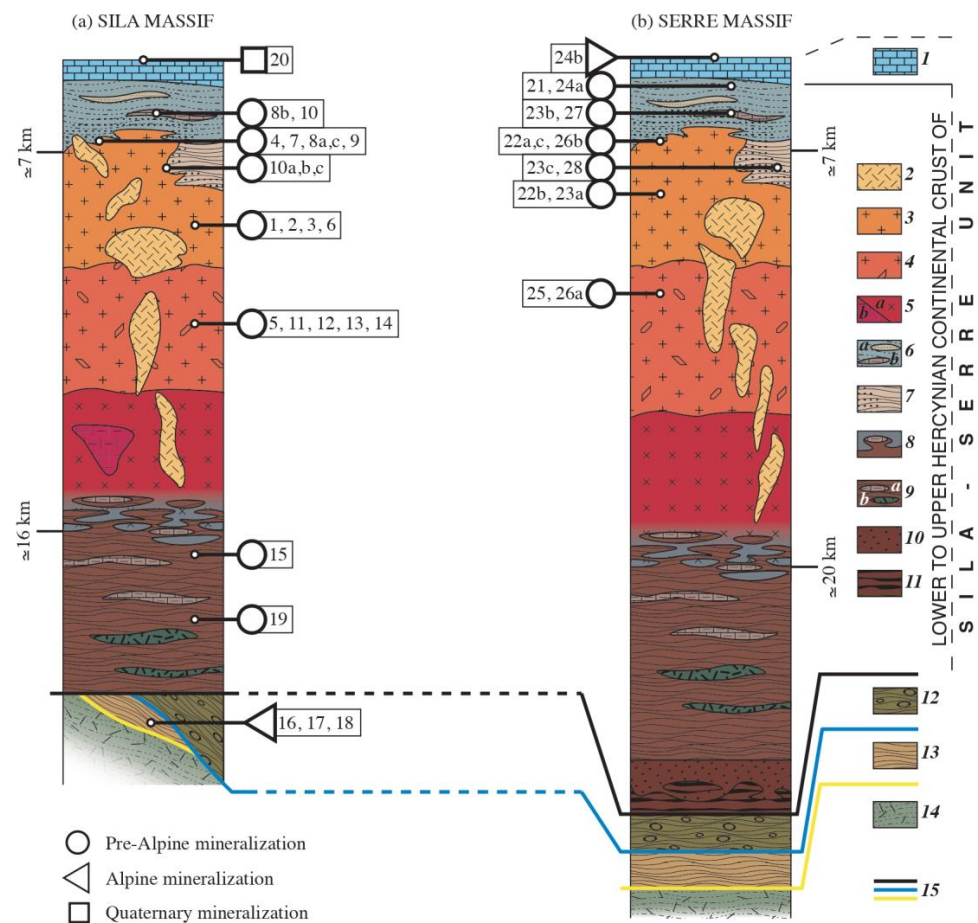 (a) SILA MASSIF
20
8b, 10
4, 7, 8a,c, 9
≃7 km
10a,b,c
1, 2, 3, 6
5, 11, 12, 13, 14
≃16 km
15
19
16, 17, 18
Pre-Alpine mineralization
Alpine mineralization
Quaternary mineralization
(b) SERRE MASSIF
24b
21, 24a
23b, 27
22a,c, 26b
23c, 28
22b, 23a
≃7 km
25, 26a
≃20 km
1
2
3
4
a
b
5
a
b
6
7
8
a
b
9
10
11
LOWER TO UPPER HERCYNIAN CONTINENTAL CRUST OF
SILA - SERRE UNIT
12
13
14
15